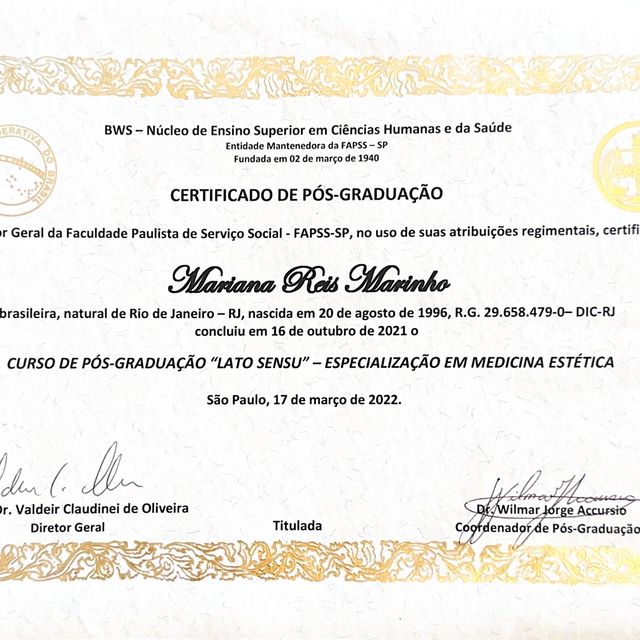 BWS – Núcleo de Ensino Superior em Ciências Humanas e da Saúde
Entidade Mantenedora da FAPSS – SP
Fundada em 02 de março de 1940
ERATIVA DO BRASIL
CERTIFICADO DE PÓS-GRADUAÇÃO
r Geral da Faculdade Paulista de Serviço Social - FAPSS-SP, no uso de suas atribuições regimentais, certifi
Mariana Reis Marinho
brasileira, natural de Rio de Janeiro – RJ, nascida em 20 de agosto de 1996, R.G. 29.658.479-0– DIC-RJ
concluiu em 16 de outubro de 2021 o
CURSO DE PÓS-GRADUAÇÃO “LATO SENSU” – ESPECIALIZAÇÃO EM MEDICINA ESTÉTICA
São Paulo, 17 de março de 2022.
Dr. Valdeir Claudinei de Oliveira
Diretor Geral
Titulada
Dr. Wilmar Jorge Accursio
Coordenador de Pós-Graduação